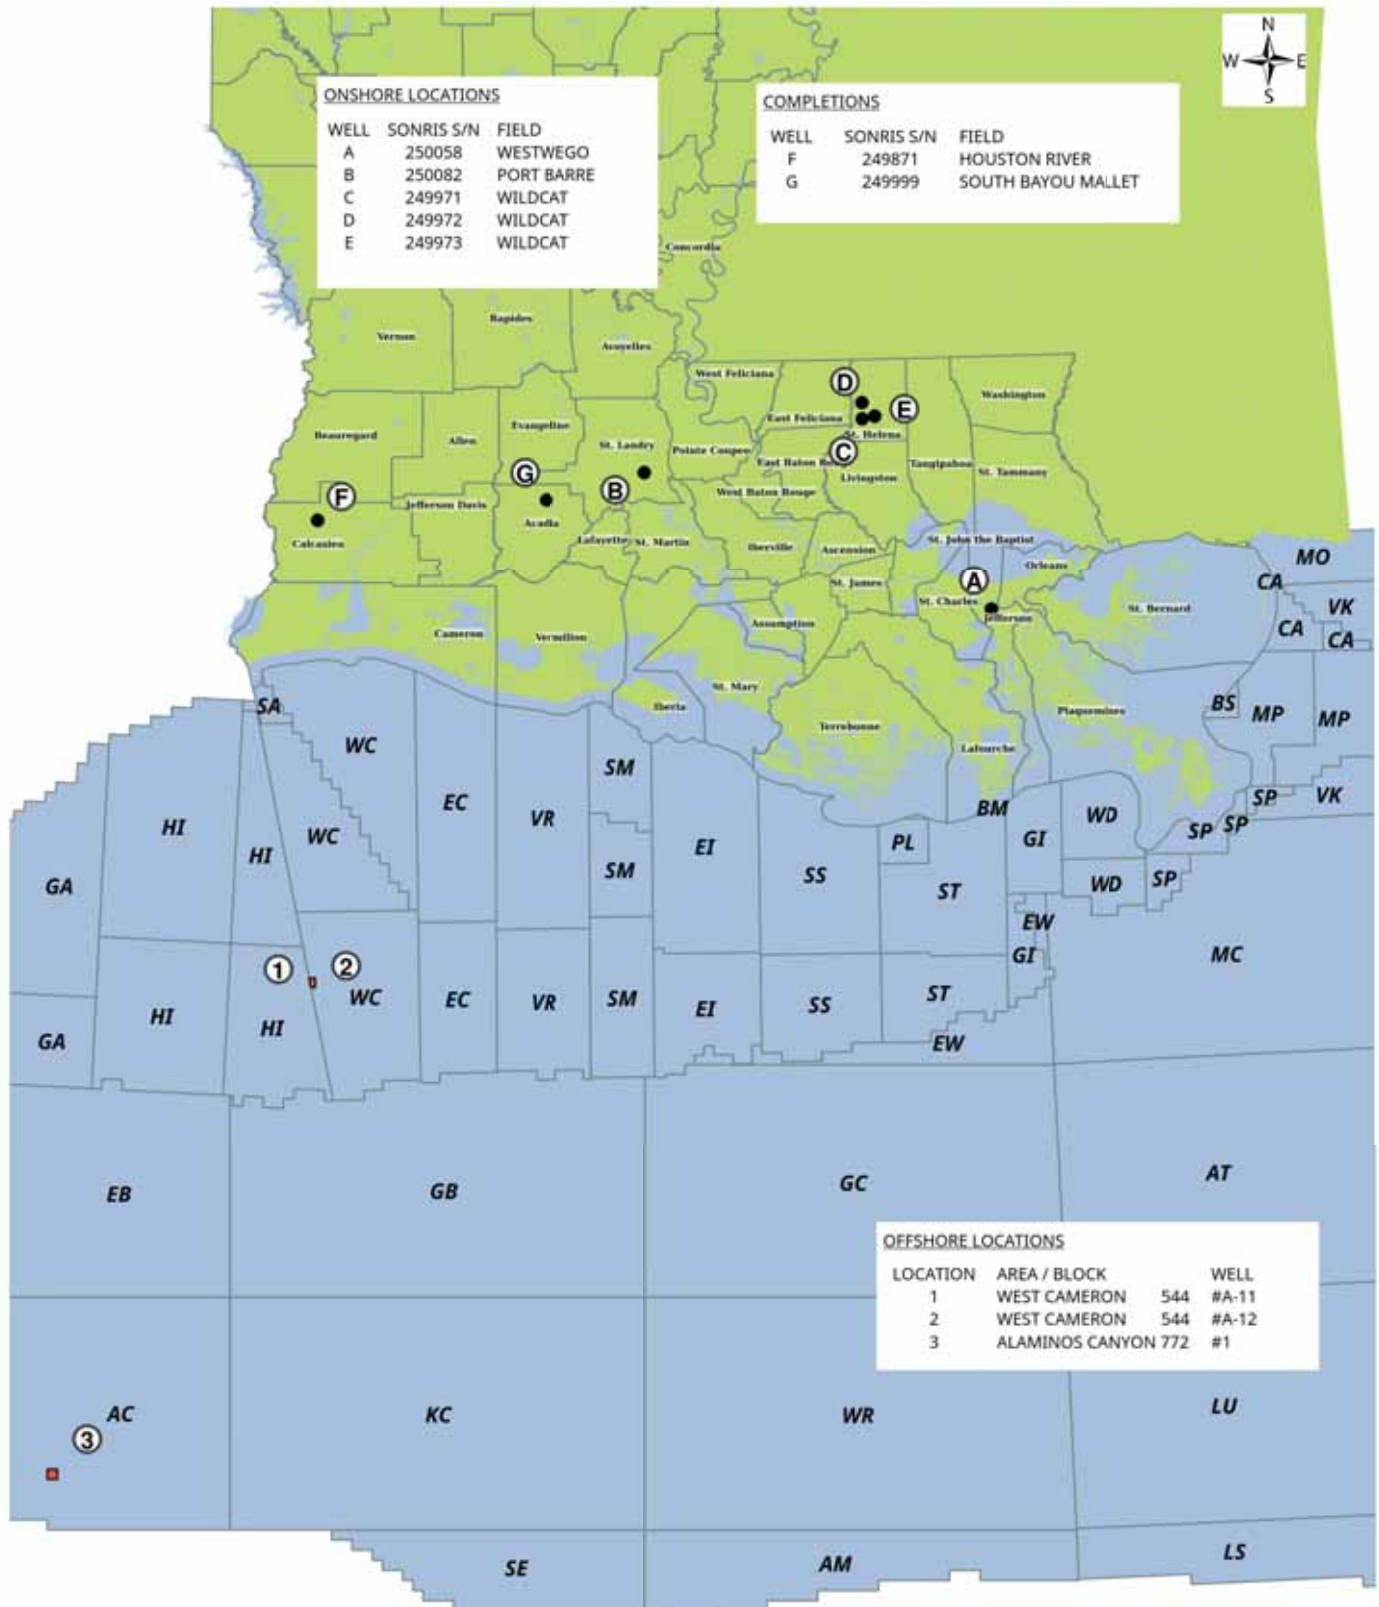 N
W E
S
ONSHORE LOCATIONS
WELL SONRIS S/N FIELD
A 250058 WESTWEGO
B 250082 PORT BARRE
C 249971 WILDCAT
D 249972 WILDCAT
E 249973 WILDCAT
COMPLETIONS
WELL SONRIS S/N FIELD
F 249871 HOUSTON RIVER
G 249999 SOUTH BAYOU MALLET
Concordia
Rapides
Vernon
Avoyelles
West Feliciana
D
Washington
E
East Feliciana
Evangeline
Beauregard
Allen
St. Landry
St. Helena
Pointe Coupee
C
East Baton
Tangipahoa
St. Tammany
Livingston
G
B
F
West Baton Rouge
Jefferson Davis
Acadia
Calcasieu
Lafayette
St. Martin
Iberville
Ascension
St. John the Baptist
Orleans
MO
A
St. James
CA
St. Charles
St. Bernard
VK
Jefferson
Assumption
CA
CA
Cameron
Vermilion
St. Mary
Iberia
Plaquemines
BS
MP
MP
SA
Terrebonne
Lafourche
WC
SM
EC
SP
VK
BM
VR
WD
HI
WC
GI
SP
SP
PL
EI
HI
SM
SS
GA
WD
SP
ST
EW
1
2
GI
MC
WC
EC
VR
SM
EI
SS
ST
HI
HI
GA
EW
EB
GB
GC
AT
OFFSHORE LOCATIONS
LOCATION AREA / BLOCK WELL
1 WEST CAMERON 544 #A-11
2 WEST CAMERON 544 #A-12
3 ALAMINOS CANYON 772 #1
AC
KC
WR
LU
3
SE
AM
LS